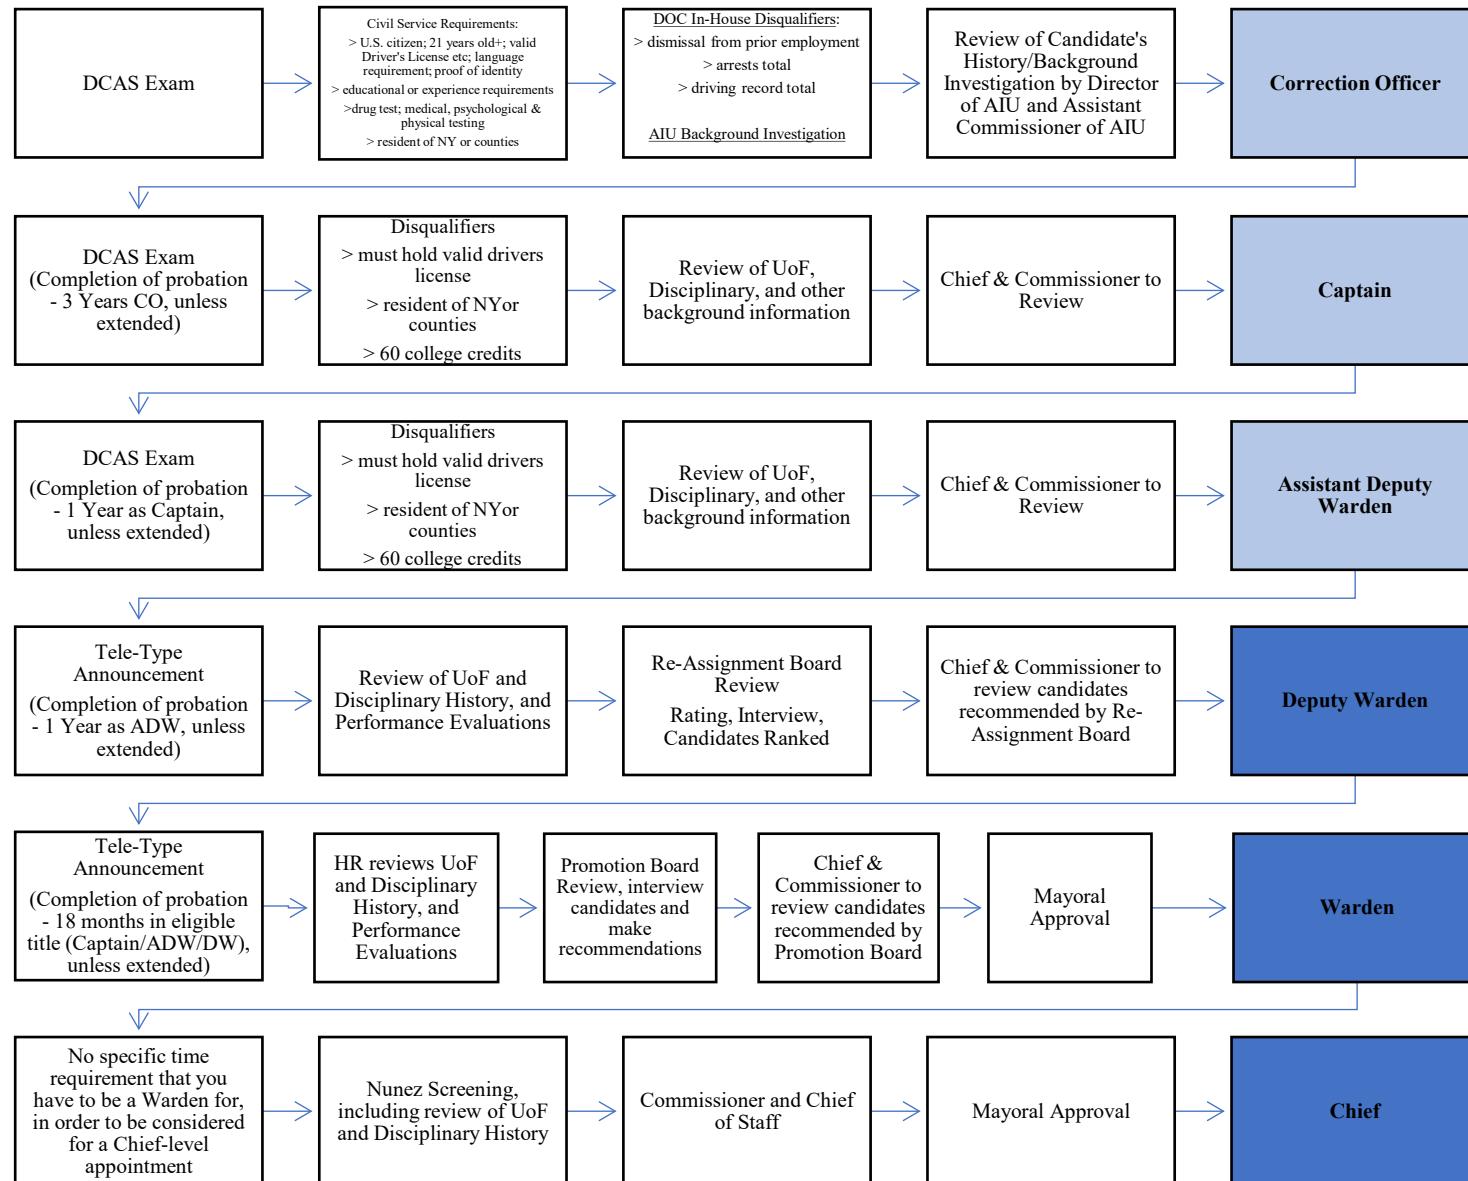 DCAS Exam
Civil Service Requirements:
> U.S. citizen; 21 years old+; valid
Driver's License etc; language
requirement; proof of identity
> educational or experience requirements
>drug test; medical, psychological &
physical testing
> resident of NY or counties
DOC In-House Disqualifiers:
> dismissal from prior employment
> arrests total
> driving record total
AIU Background Investigation
Review of Candidate's
History/Background
Investigation by Director
of AIU and Assistant
Commissioner of AIU
Correction Officer
DCAS Exam
(Completion of probation
- 3 Years CO, unless
extended)
Disqualifiers
> must hold valid drivers
license
> resident of NYor
counties
> 60 college credits
Review of UoF,
Disciplinary, and other
background information
Chief & Commissioner to
Review
Captain
DCAS Exam
(Completion of probation
- 1 Year as Captain,
unless extended)
Disqualifiers
> must hold valid drivers
license
> resident of NYor
counties
> 60 college credits
Review of UoF,
Disciplinary, and other
background information
Chief & Commissioner to
Review
Assistant Deputy
Warden
Tele-Type
Announcement
(Completion of probation
- 1 Year as ADW, unless
extended)
Review of UoF and
Disciplinary History, and
Performance Evaluations
Re-Assignment Board
Review
Rating, Interview,
Candidates Ranked
Chief & Commissioner to
review candidates
recommended by Re-
Assignment Board
Deputy Warden
Tele-Type
Announcement
(Completion of probation
- 18 months in eligible
title (Captain/ADW/DW),
unless extended)
HR reviews UoF
and Disciplinary
History, and
Performance
Evaluations
Promotion Board
Review, interview
candidates and
make
recommendations
Chief &
Commissioner to
review candidates
recommended by
Promotion Board
Mayoral
Approval
Warden
No specific time
requirement that you
have to be a Warden for,
in order to be considered
for a Chief-level
appointment
Nunez Screening,
including review of UoF
and Disciplinary History
Commissioner and Chief
of Staff
Mayoral Approval
Chief